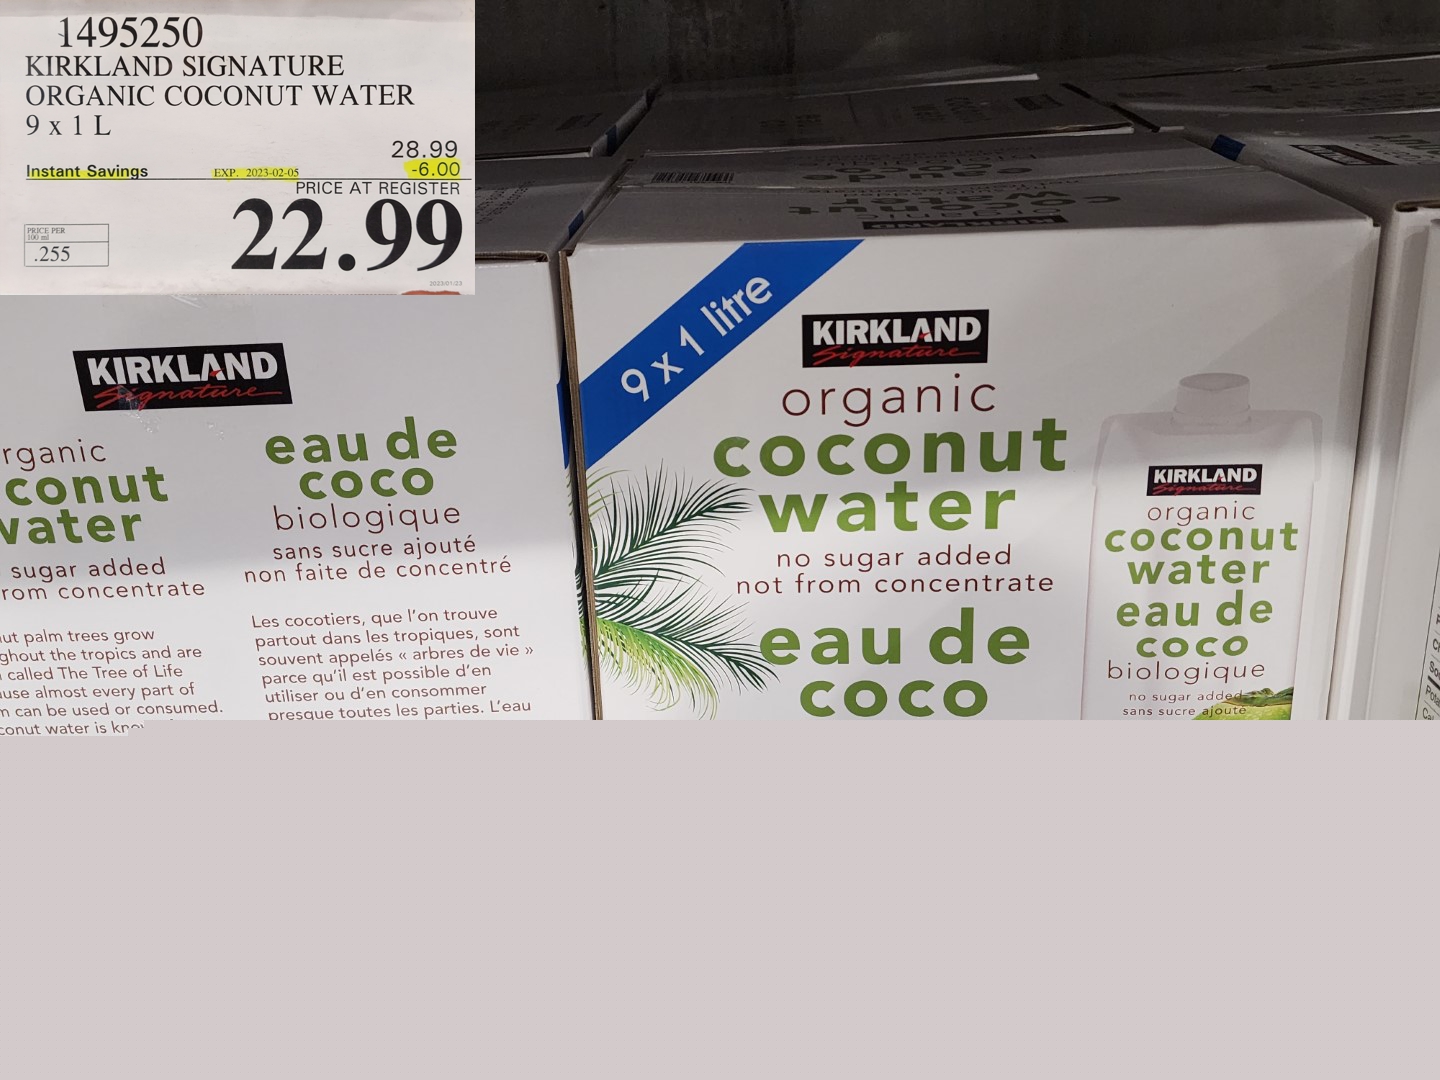 1495250
KIRKLAND SIGNATURE
ORGANIC COCONUT WATER
9 x 1 L
28.99
Instant Savings EXP. 2023-02-05 -6.00
PRICE AT REGISTER
22.99
PRICE PER
100 ml
.255
2023/01/23
KIRKLAND
Signature
rganic
conut
water
sugar added
rom concentrate
ut palm trees grow
ghout the tropics and are
called The Tree of Life
use almost every part of
m can be used or consumed.
conut water is kno
eau de
coco
biologique
sans sucre ajouté
non faite de concentré
Les cocotiers, que l'on trouve
partout dans les tropiques, sont
souvent appelés « arbres de vie »
parce qu'il est possible d'en
utiliser ou d'en consommer
presque toutes les parties. L'eau
9 x 1 litre
KIRKLAND
Signature
organic
coconut
water
no sugar added
not from concentrate
eau de
coco
KIRKLAND
Signature
organic
coconut
water
eau de
coco
biologique
no sugar added
sans sucre ajouté